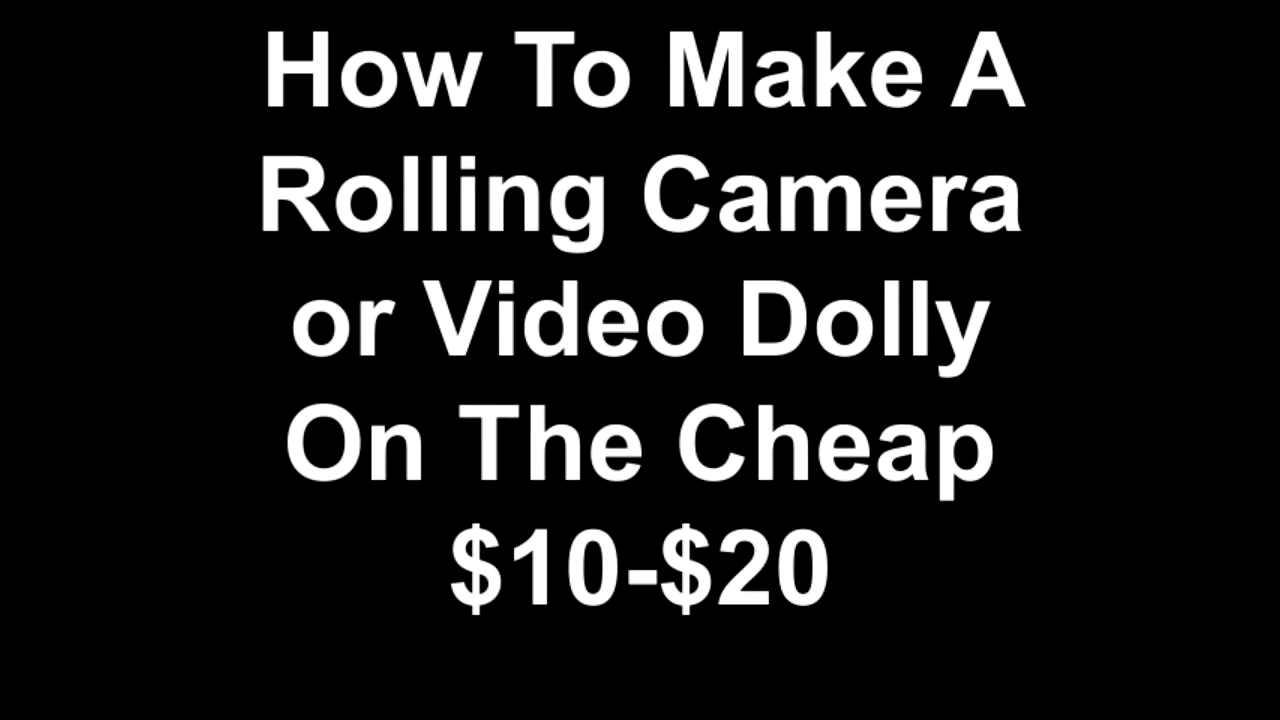 How To Make A
Rolling Camera
or Video Dolly
On The Cheap
$10-$20